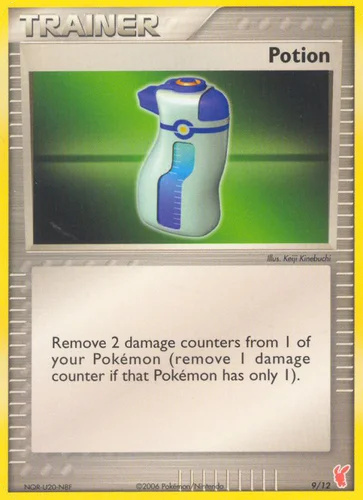 TRAINER
Potion
Illus. Keiji Kinebuchi
Remove 2 damage counters from 1 of
your Pokémon (remove 1 damage
counter if that Pokémon has only 1).
NOR-U20-NBF
©2006 Pokémon/Nintendo
9/12